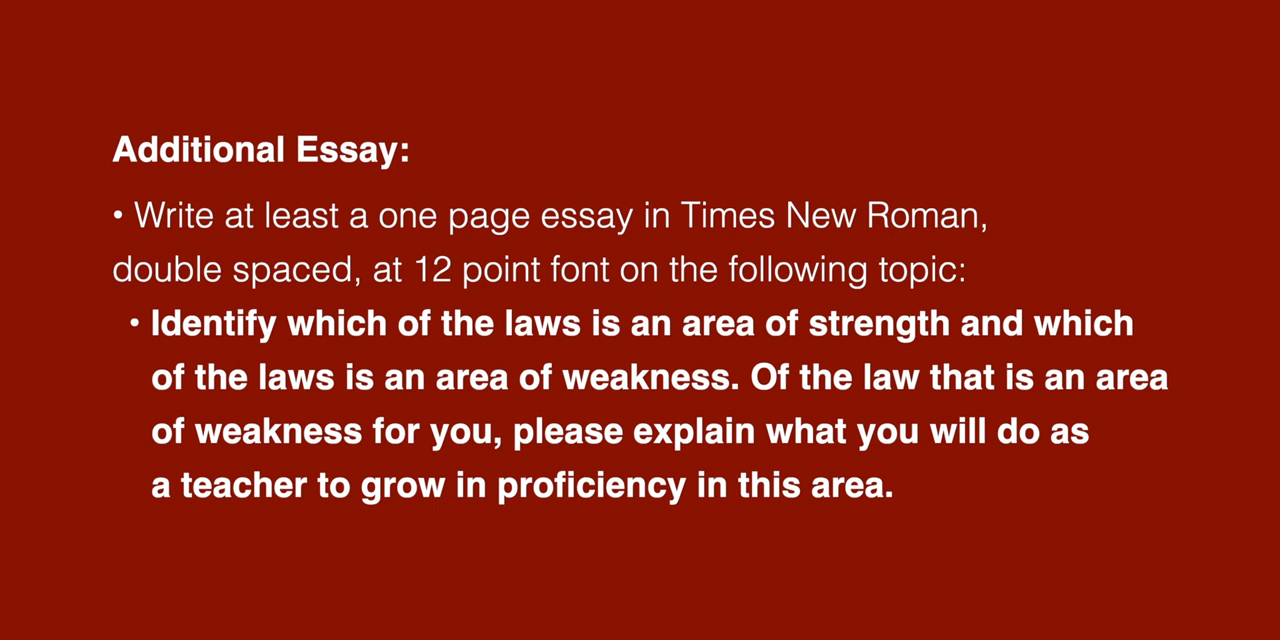 Additional Essay:
• Write at least a one page essay in Times New Roman,
double spaced, at 12 point font on the following topic:
• Identify which of the laws is an area of strength and which
of the laws is an area of weakness. Of the law that is an area
of weakness for you, please explain what you will do as
a teacher to grow in proficiency in this area.